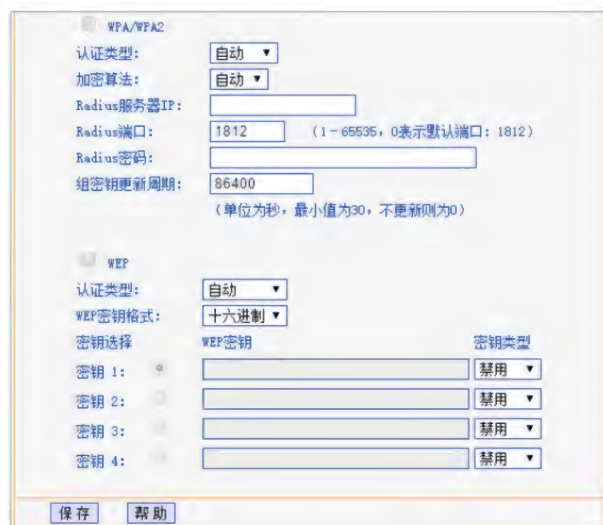 WPA/WPA2
认证类型: 自动
加密算法: 自动
Radius服务器IP:
Radius端口: 1812 (1-65535，0表示默认端口: 1812)
Radius密码:
组密钥更新周期: 86400
(单位为秒，最小值为30，不更新则为0)
WEP
认证类型: 自动
WEP密钥格式: 十六进制
密钥选择 WEP密钥 密钥类型
密钥 1: 禁用
密钥 2: 禁用
密钥 3: 禁用
密钥 4: 禁用
保存 帮助